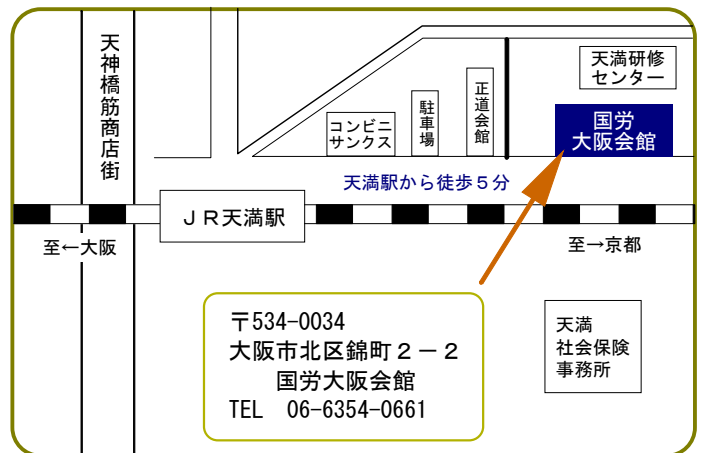 天神橋筋商店街
コンビニ
サンクス
駐車場
正道会館
天満研修
センター
国労
大阪会館
天満駅から徒歩５分
ＪＲ天満駅
至←大阪
至→京都
〒534-0034
大阪市北区錦町２－２
国労大阪会館
TEL　06-6354-0661
天満
社会保険
事務所